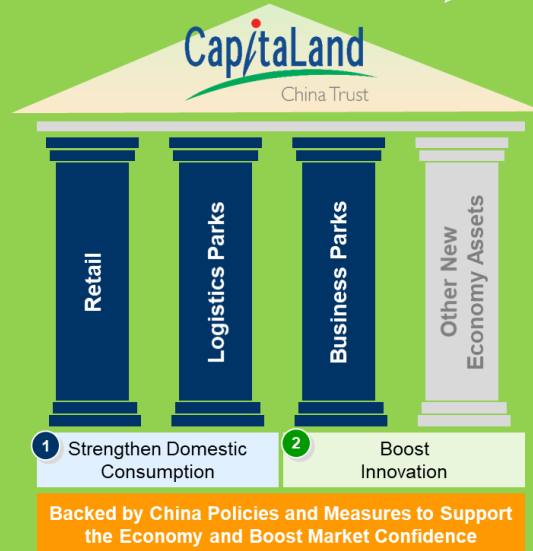 CapitaLand
China Trust
Retail
Logistics Parks
Business Parks
Other New
Economy Assets
1
Strengthen Domestic
Consumption
2
Boost
Innovation
Backed by China Policies and Measures to Support
the Economy and Boost Market Confidence